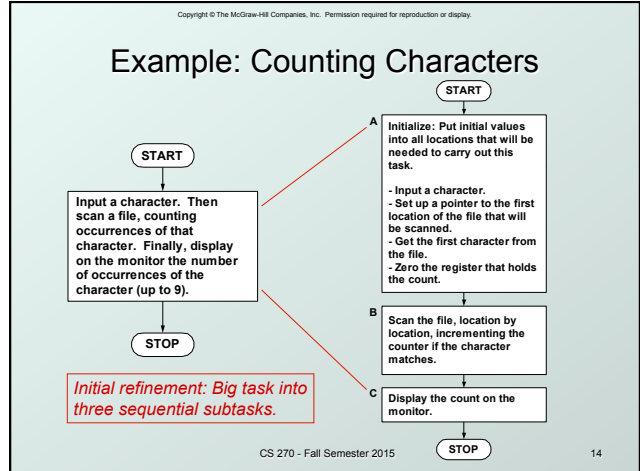 Copyright © The McGraw-Hill Companies, Inc. Permission required for reproduction or display.
Example: Counting Characters
START
Input a character. Then
scan a file, counting
occurrences of that
character. Finally, display
on the monitor the number
of occurrences of the
character (up to 9).
STOP
Initial refinement: Big task into
three sequential subtasks.
START
A
Initialize: Put initial values
into all locations that will be
needed to carry out this
task.
- Input a character.
- Set up a pointer to the first
location of the file that will
be scanned.
- Get the first character from
the file.
- Zero the register that holds
the count.
B
Scan the file, location by
location, incrementing the
counter if the character
matches.
C
Display the count on the
monitor.
STOP
CS 270 - Fall Semester 2015
14